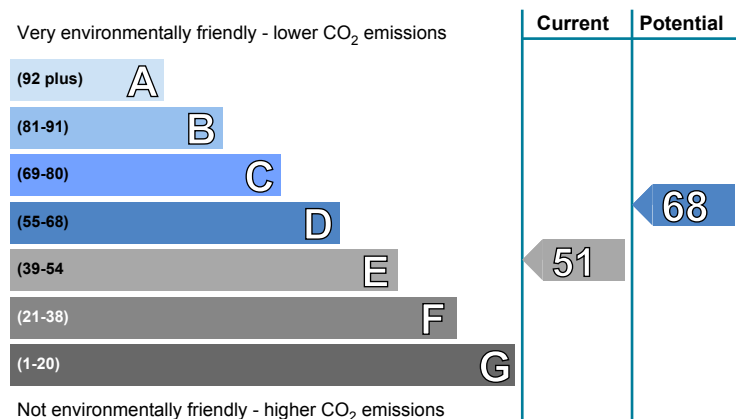 Very environmentally friendly - lower CO₂ emissions
Current Potential
(92 plus) A
(81-91) B
(69-80) C
(55-68) D
68
(39-54 E
51
(21-38) F
(1-20) G
Not environmentally friendly - higher CO₂ emissions